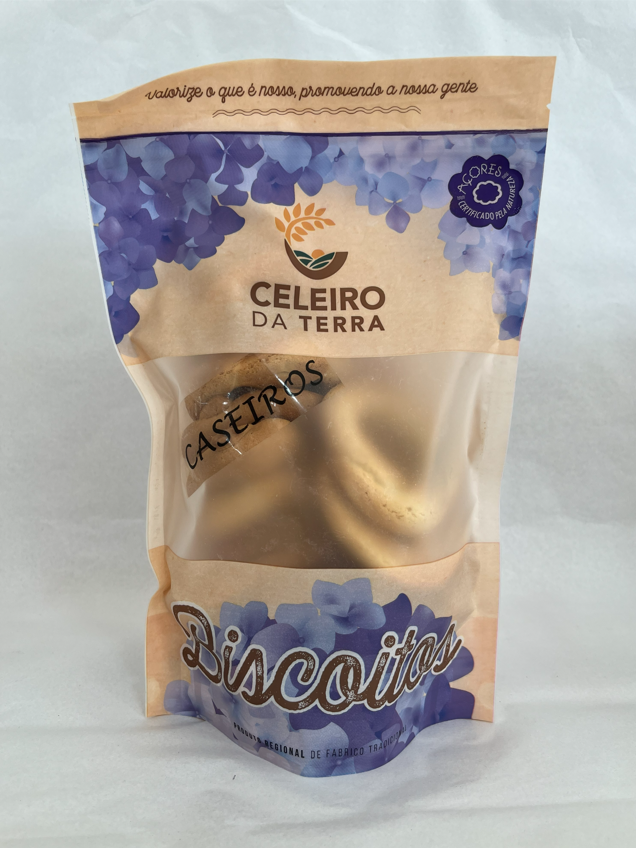 Valorize o que é nosso, promovendo a nossa gente
AÇORES
CERTIFICADO PELA NATUREZA
CELEIRO
DA TERRA
CASEIROS
Biscoitos
PRODUTO REGIONAL DE FABRICO